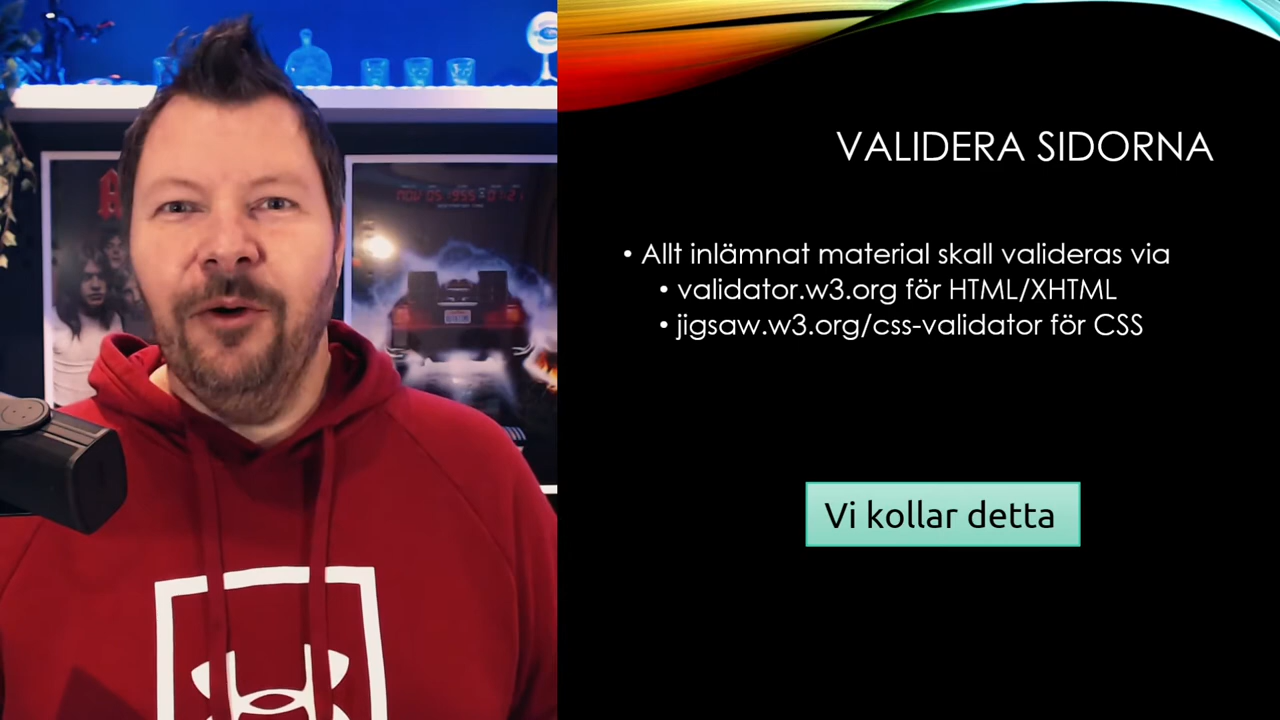 VALIDERA SIDORNA
• Allt inlämnat material skall valideras via
• validator.w3.org för HTML/XHTML
• jigsaw.w3.org/css-validator för CSS
Vi kollar detta